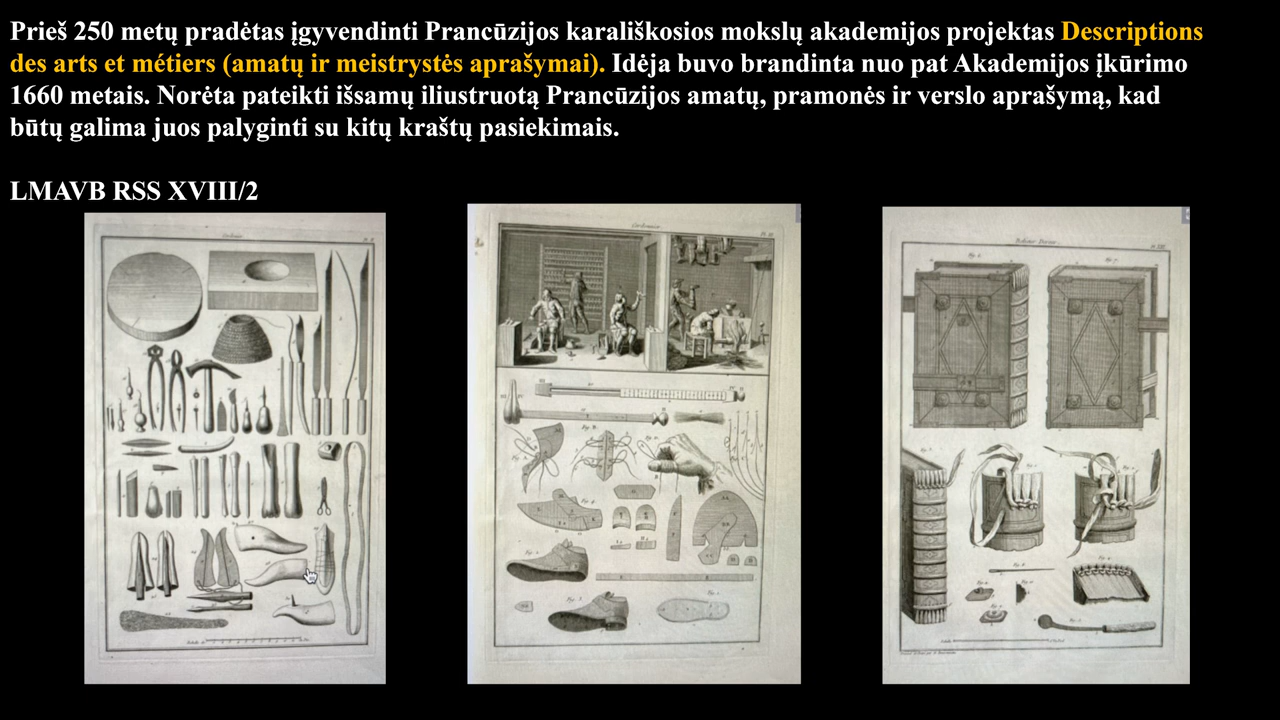 Prieš 250 metų pradėtas įgyvendinti Prancūzijos karališkosios mokslų akademijos projektas Descriptions
des arts et métiers (amatų ir meistrystės aprašymai). Idėja buvo brandinta nuo pat Akademijos įkūrimo
1660 metais. Norėta pateikti išsamų iliustruotą Prancūzijos amatų, pramonės ir verslo aprašymą, kad
būtų galima juos palyginti su kitų kraštų pasiekimais.
LMAVB RSS XVIII/2